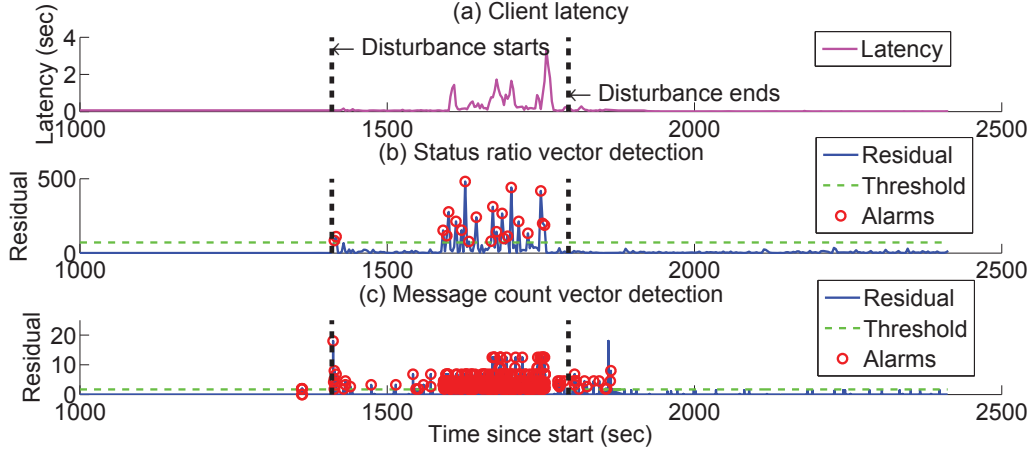 (a) Client latency
Latency (sec)
4
2
0
← Disturbance starts
← Disturbance ends
Latency
1000 1500 2000 2500
(b) Status ratio vector detection
Residual
500
0
Residual
Threshold
Alarms
1000 1500 2000 2500
(c) Message count vector detection
Residual
20
10
0
Residual
Threshold
Alarms
1000 1500 2000 2500
Time since start (sec)